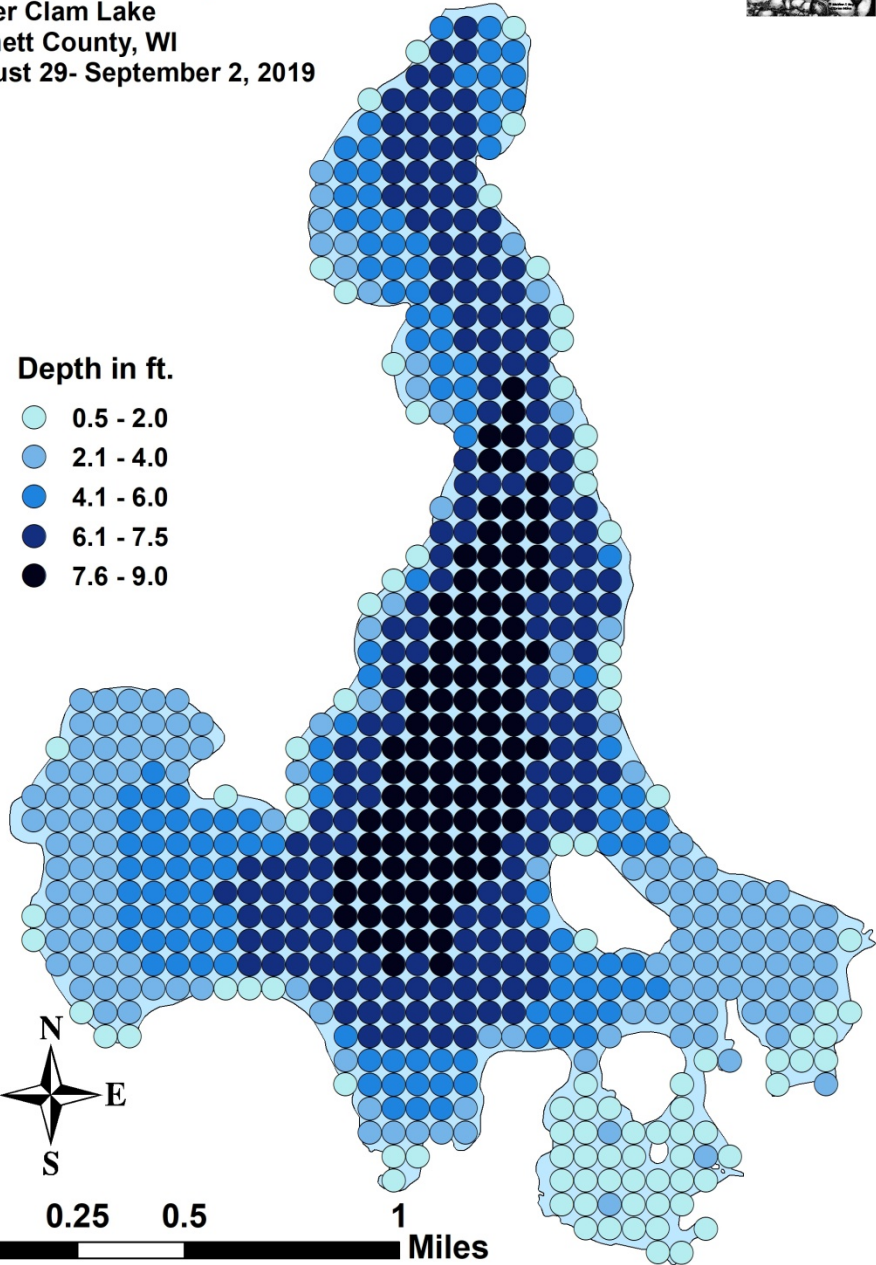 er Clam Lake
nett County, WI
ust 29- September 2, 2019
Depth in ft.
0.5 - 2.0
2.1 - 4.0
4.1 - 6.0
6.1 - 7.5
7.6 - 9.0
N
E
S
0.25 0.5 1
Miles